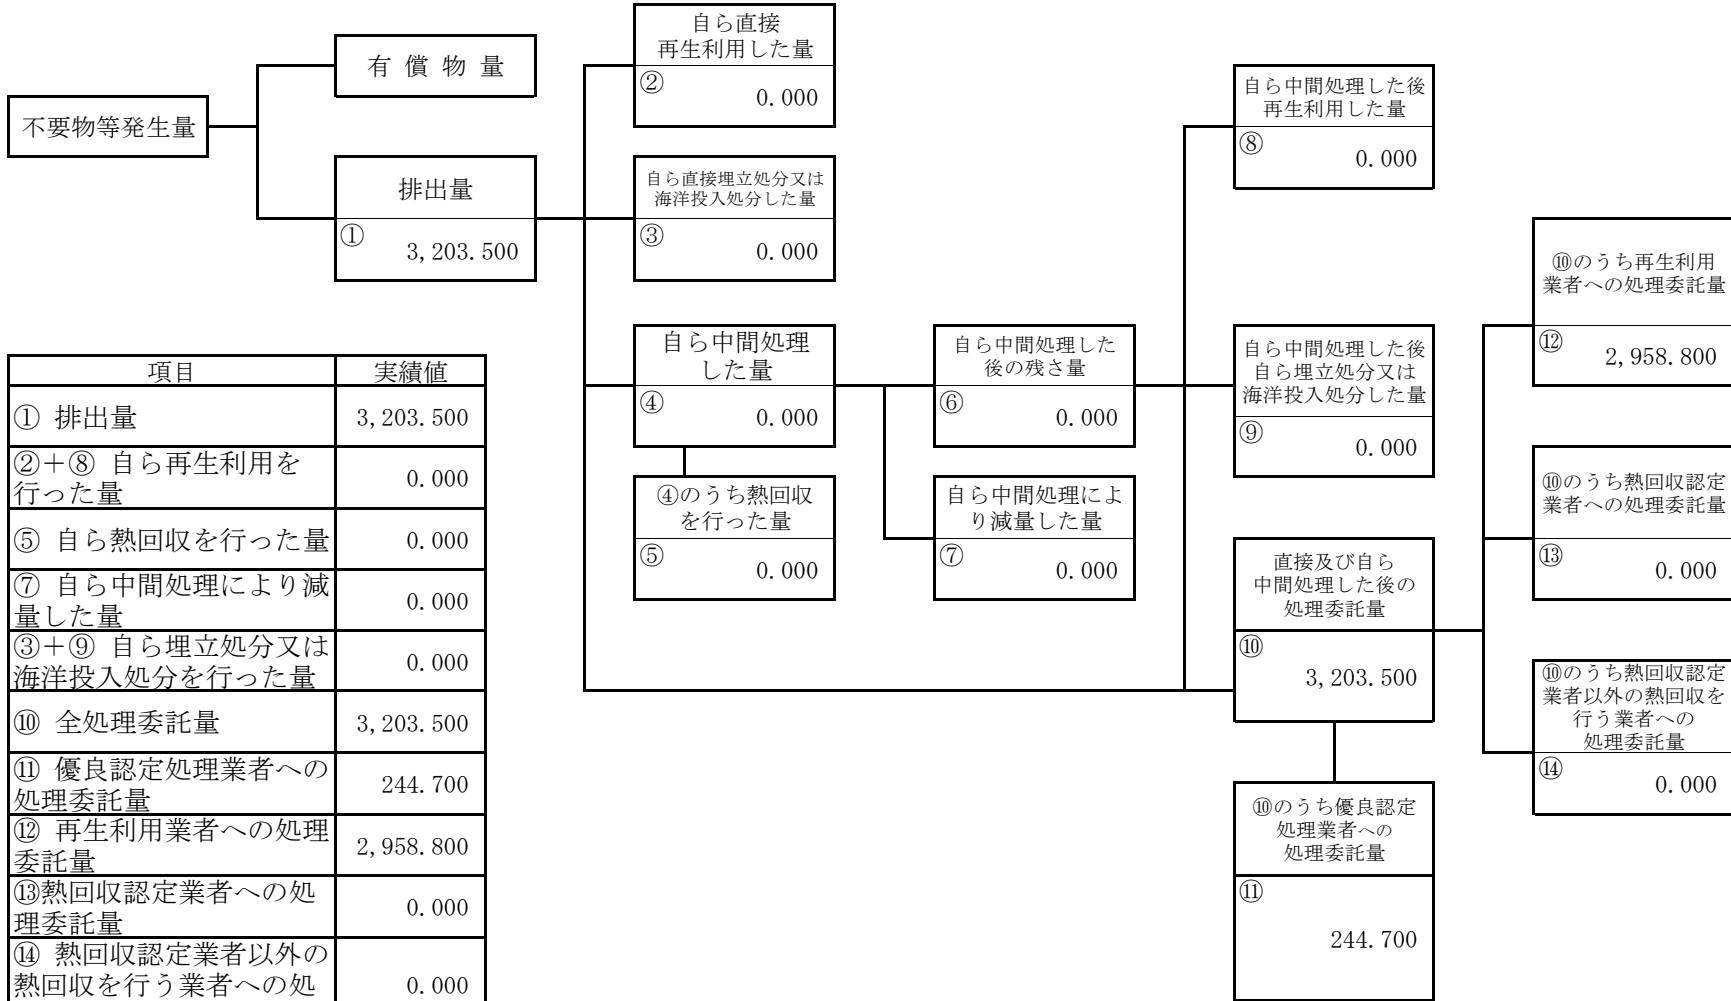 不要物等発生量
有 償 物 量
排出量
①
3,203.500
自ら直接
再生利用した量
②
0.000
自ら直接埋立処分又は
海洋投入処分した量
③
0.000
自ら中間処理
した量
④
0.000
④のうち熱回収
を行った量
⑤
0.000
自ら中間処理した
後の残さ量
⑥
0.000
自ら中間処理によ
り減量した量
⑦
0.000
自ら中間処理した後
再生利用した量
⑧
0.000
自ら中間処理した後
自ら埋立処分又は
海洋投入処分した量
⑨
0.000
直接及び自ら
中間処理した後の
処理委託量
⑩
3,203.500
⑩のうち優良認定
処理業者への
処理委託量
⑪
244.700
⑩のうち再生利用
業者への処理委託量
⑫
2,958.800
⑩のうち熱回収認定
業者への処理委託量
⑬
0.000
⑩のうち熱回収認定
業者以外の熱回収を
行う業者への
処理委託量
⑭
0.000
項目 実績値
① 排出量 3,203.500
②+⑧ 自ら再生利用を
行った量 0.000
⑤ 自ら熱回収を行った量 0.000
⑦ 自ら中間処理により減
量した量 0.000
③+⑨ 自ら埋立処分又は
海洋投入処分を行った量 0.000
⑩ 全処理委託量 3,203.500
⑪ 優良認定処理業者への
処理委託量 244.700
⑫ 再生利用業者への処理
委託量 2,958.800
⑬熱回収認定業者への処
理委託量 0.000
⑭ 熱回収認定業者以外の
熱回収を行う業者への処 0.000